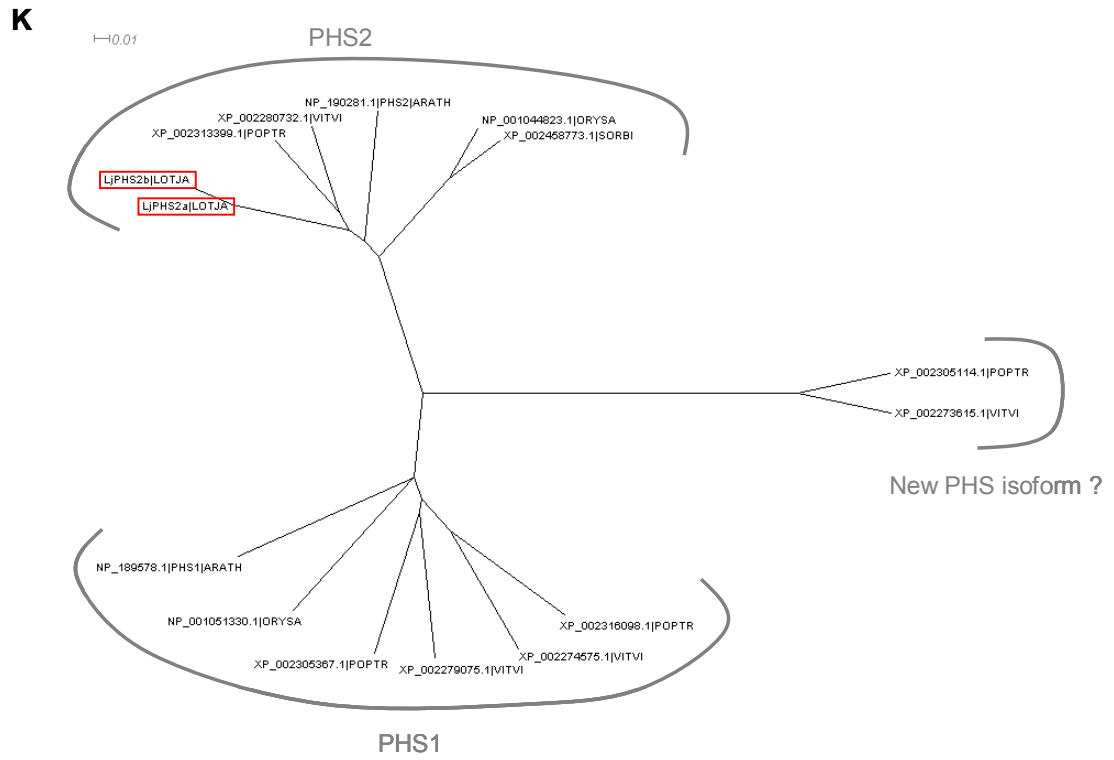 K
0.01
PHS2
NP_190281.1|PHS2|ARATH
XP_002280732.1|VITVI
XP_002313399.1|POPTR
NP_001044823.1|ORYSA
XP_002458773.1|SORBI
LjPHS2b|LOTJA
LjPHS2a|LOTJA
XP_002305114.1|POPTR
XP_002273615.1|VITVI
New PHS isoform ?
NP_189578.1|PHS1|ARATH
NP_001051330.1|ORYSA
XP_002316098.1|POPTR
XP_002305367.1|POPTR
XP_002279075.1|VITVI
XP_002274575.1|VITVI
PHS1